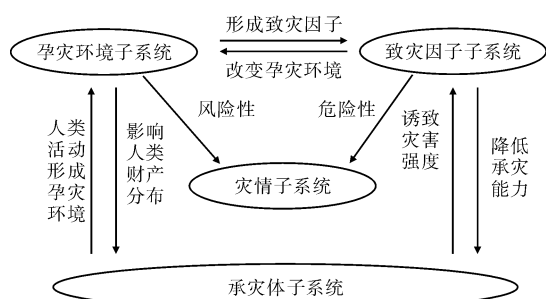 形成致灾因子
孕灾环境子系统
致灾因子子系统
改变孕灾环境
风险性
危险性
人类
活动
形成
孕灾
环境
影响
人类
财产
分布
灾情子系统
诱致
灾害
强度
降低
承灾
能力
承灾体子系统